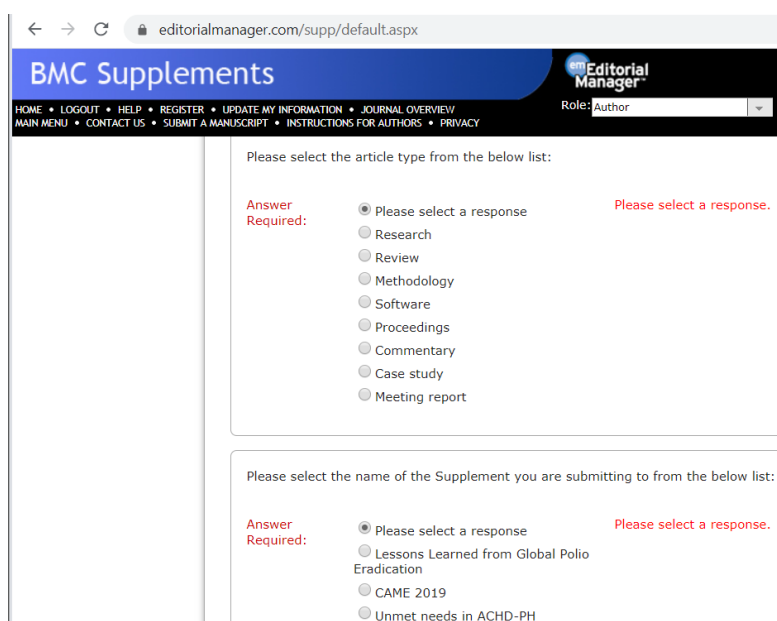 editorialmanager.com/supp/default.aspx
BMC Supplements
em Editorial
Manager™
HOME • LOGOUT • HELP • REGISTER • UPDATE MY INFORMATION • JOURNAL OVERVIEW
MAIN MENU • CONTACT US • SUBMIT A MANUSCRIPT • INSTRUCTIONS FOR AUTHORS • PRIVACY
Role: Author
Please select the article type from the below list:
Answer
Required:
Please select a response
Please select a response.
Research
Review
Methodology
Software
Proceedings
Commentary
Case study
Meeting report
Please select the name of the Supplement you are submitting to from the below list:
Answer
Required:
Please select a response
Please select a response.
Lessons Learned from Global Polio
Eradication
CAME 2019
Unmet needs in ACHD-PH